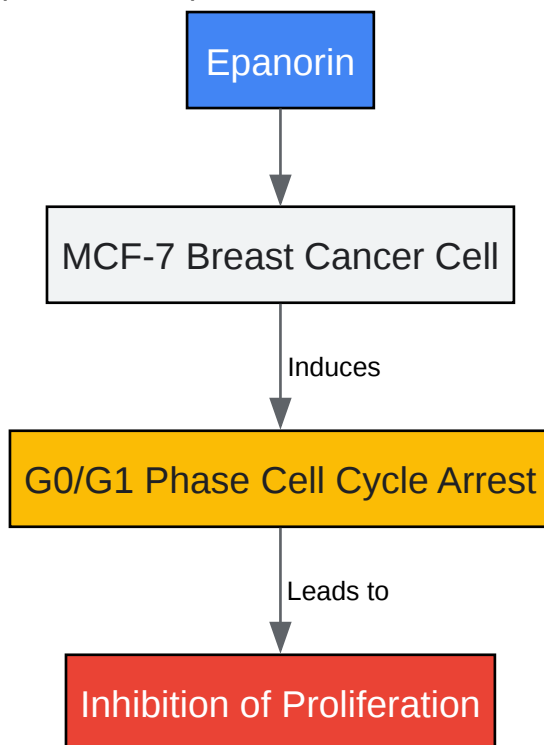 Epanorin
MCF-7 Breast Cancer Cell
Induces
G0/G1 Phase Cell Cycle Arrest
Leads to
Inhibition of Proliferation